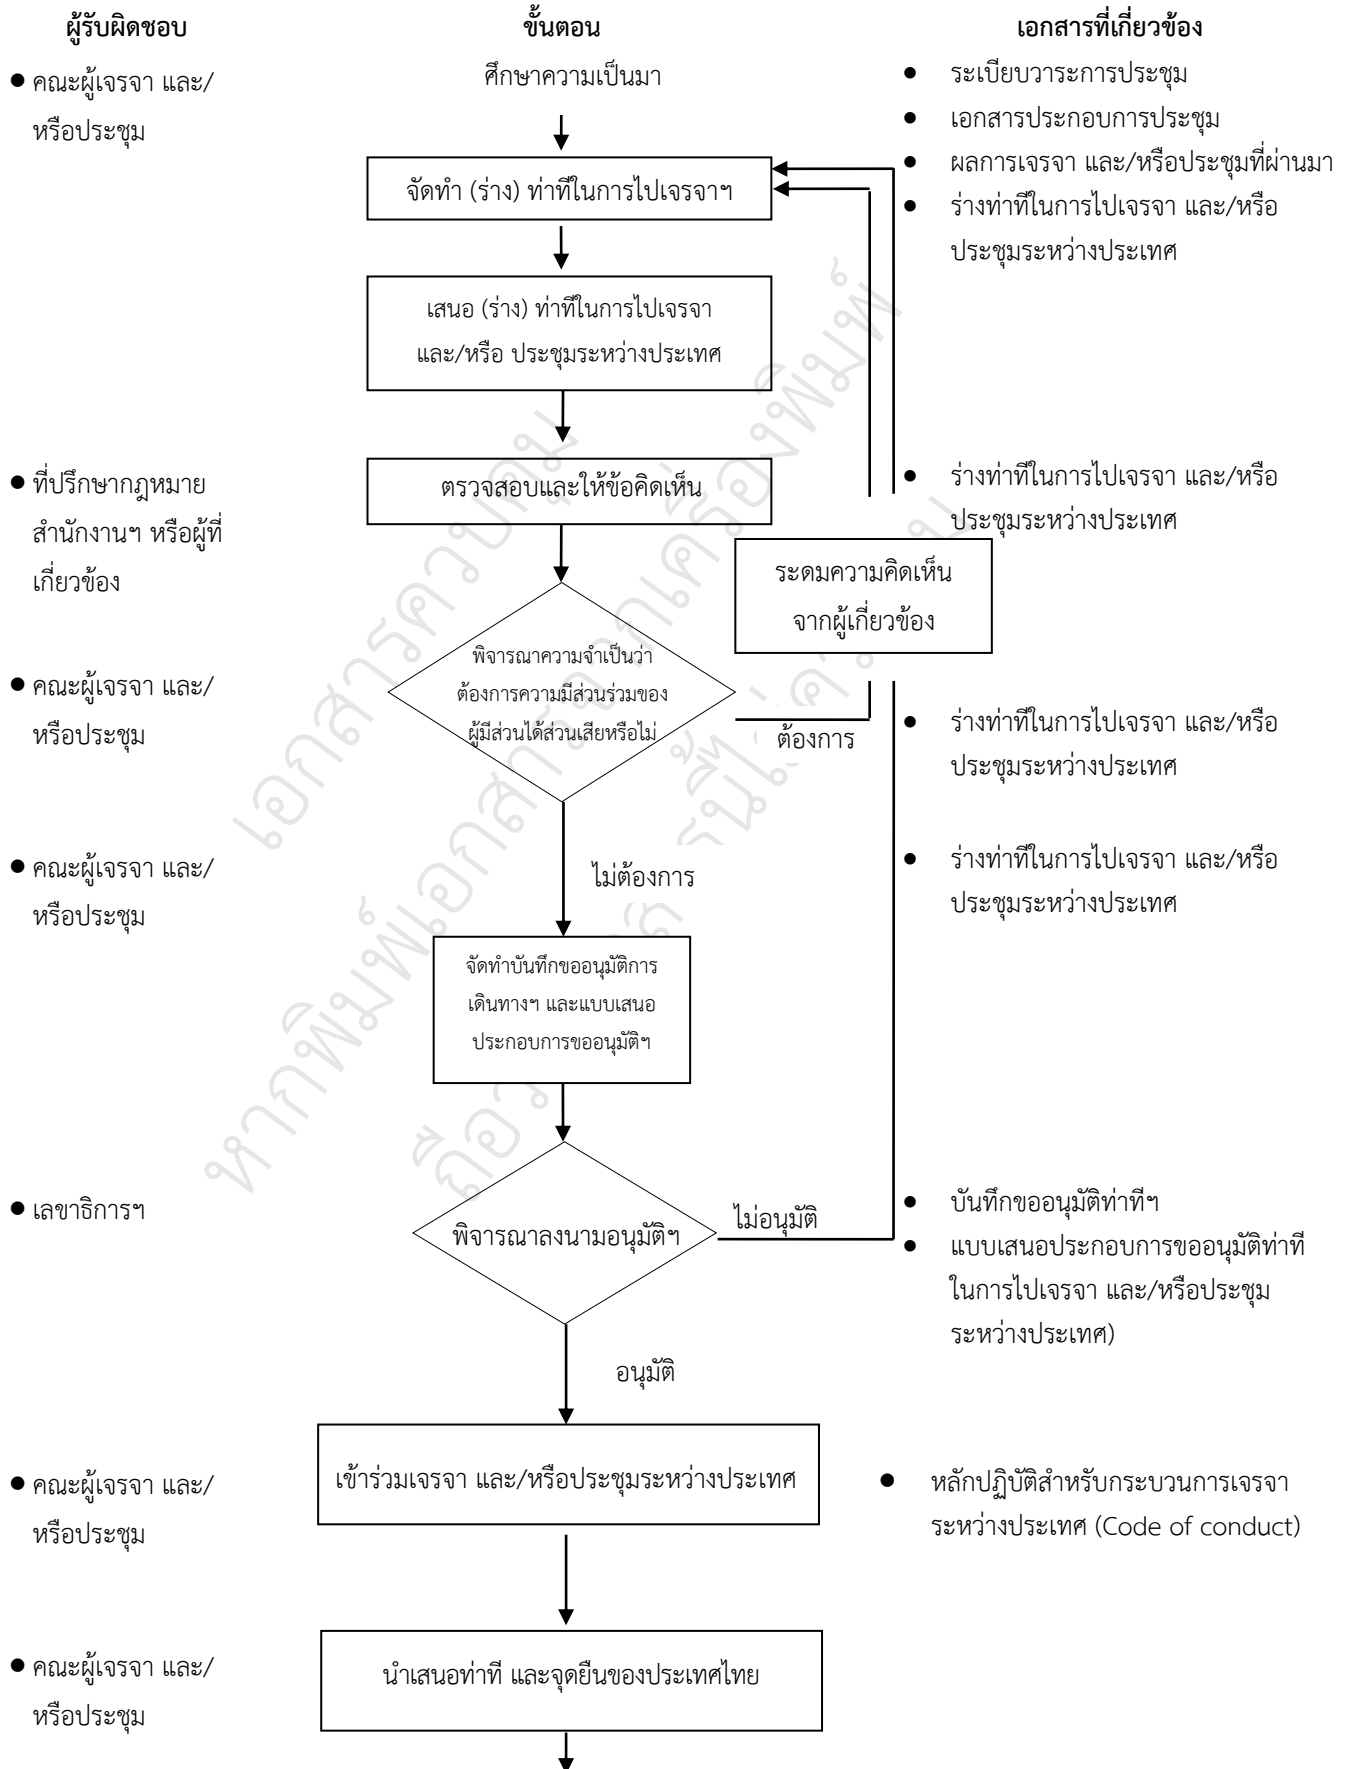 ผู้รับผิดชอบ
ขั้นตอน
เอกสารที่เกี่ยวข้อง
● คณะผู้เจรจา และ/
หรือประชุม
ศึกษาความเป็นมา
● ระเบียบวาระการประชุม
● เอกสารประกอบการประชุม
● ผลการเจรจา และ/หรือประชุมที่ผ่านมา
● ร่างท่าทีในการไปเจรจา และ/หรือ
ประชุมระหว่างประเทศ
จัดทำ (ร่าง) ท่าทีในการไปเจรจาฯ
เสนอ (ร่าง) ท่าทีในการไปเจรจา
และ/หรือ ประชุมระหว่างประเทศ
● ที่ปรึกษากฎหมาย
สำนักงานฯ หรือผู้ที่
เกี่ยวข้อง
ตรวจสอบและให้ข้อคิดเห็น
● ร่างท่าทีในการไปเจรจา และ/หรือ
ประชุมระหว่างประเทศ
ระดมความคิดเห็น
จากผู้เกี่ยวข้อง
● คณะผู้เจรจา และ/
หรือประชุม
พิจารณาความจำเป็นว่า
ต้องการความมีส่วนร่วมของ
ผู้มีส่วนได้ส่วนเสียหรือไม่
ต้องการ
● ร่างท่าทีในการไปเจรจา และ/หรือ
ประชุมระหว่างประเทศ
● คณะผู้เจรจา และ/
หรือประชุม
ไม่ต้องการ
● ร่างท่าทีในการไปเจรจา และ/หรือ
ประชุมระหว่างประเทศ
จัดทำบันทึกขออนุมัติการ
เดินทางฯ และแบบเสนอ
ประกอบการขออนุมัติฯ
● เลขาธิการฯ
พิจารณาลงนามอนุมัติฯ
ไม่อนุมัติ
● บันทึกขออนุมัติท่าทีฯ
● แบบเสนอประกอบการขออนุมัติท่าที
ในการไปเจรจา และ/หรือประชุม
ระหว่างประเทศ)
อนุมัติ
● คณะผู้เจรจา และ/
หรือประชุม
เข้าร่วมเจรจา และ/หรือประชุมระหว่างประเทศ
● หลักปฏิบัติสำหรับกระบวนการเจรจา
ระหว่างประเทศ (Code of conduct)
● คณะผู้เจรจา และ/
หรือประชุม
นำเสนอท่าที และจุดยืนของประเทศไทย
เอกสารควบคุม
หากพิมพ์เอกสารจากเครื่องพิมพ์